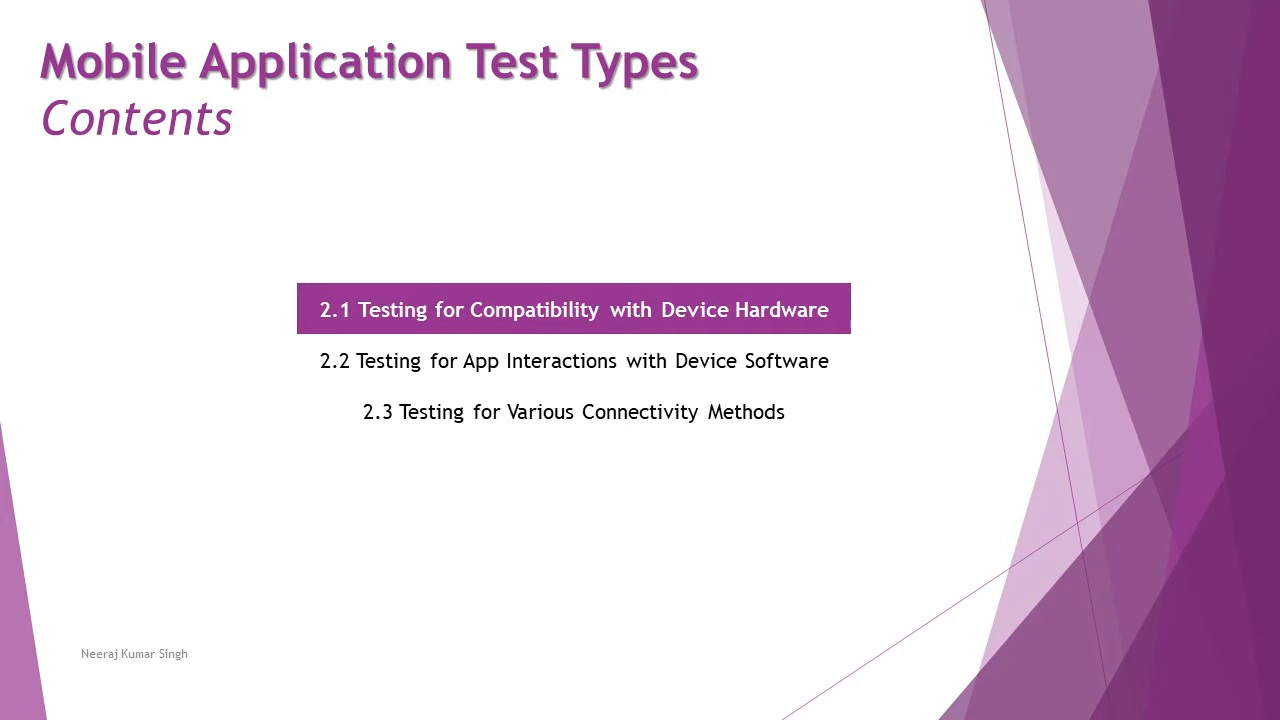 Mobile Application Test Types
Contents
2.1 Testing for Compatibility with Device Hardware
2.2 Testing for App Interactions with Device Software
2.3 Testing for Various Connectivity Methods
Neeraj Kumar Singh